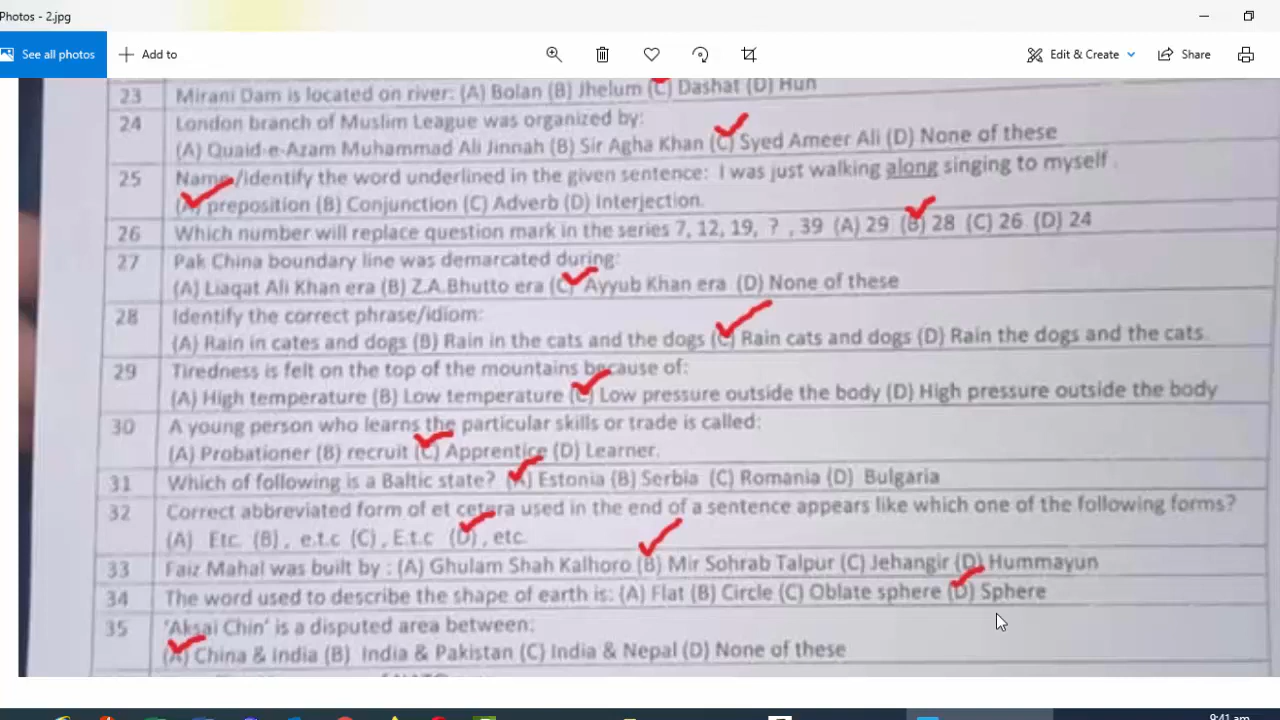 Photos - 2.jpg
See all photos
Add to
Edit & Create
Share
23 Mirani Dam is located on river: (A) Bolan (B) Jhelum (C) Dashat (D) Hun
24 London branch of Muslim League was organized by:
(A) Quaid-e-Azam Muhammad Ali Jinnah (B) Sir Agha Khan (C) Syed Ameer Ali (D) None of these
25 Name/identify the word underlined in the given sentence: I was just walking along singing to myself .
(A) preposition (B) Conjunction (C) Adverb (D) Interjection.
26 Which number will replace question mark in the series 7, 12, 19, ? , 39 (A) 29 (B) 28 (C) 26 (D) 24
27 Pak China boundary line was demarcated during:
(A) Liaqat Ali Khan era (B) Z.A.Bhutto era (C) Ayyub Khan era (D) None of these
28 Identify the correct phrase/idiom:
(A) Rain in cates and dogs (B) Rain in the cats and the dogs (C) Rain cats and dogs (D) Rain the dogs and the cats.
29 Tiredness is felt on the top of the mountains because of:
(A) High temperature (B) Low temperature (C) Low pressure outside the body (D) High pressure outside the body
30 A young person who learns the particular skills or trade is called:
(A) Probationer (B) recruit (C) Apprentice (D) Learner.
31 Which of following is a Baltic state? (A) Estonia (B) Serbia (C) Romania (D) Bulgaria
32 Correct abbreviated form of et cetera used in the end of a sentence appears like which one of the following forms?
(A) Etc. (B) , e.t.c (C) , E.t.c (D) , etc.
33 Faiz Mahal was built by : (A) Ghulam Shah Kalhoro (B) Mir Sohrab Talpur (C) Jehangir (D) Hummayun
34 The word used to describe the shape of earth is: (A) Flat (B) Circle (C) Oblate sphere (D) Sphere
35 'Aksai Chin' is a disputed area between:
(A) China & India (B) India & Pakistan (C) India & Nepal (D) None of these
9:41 am